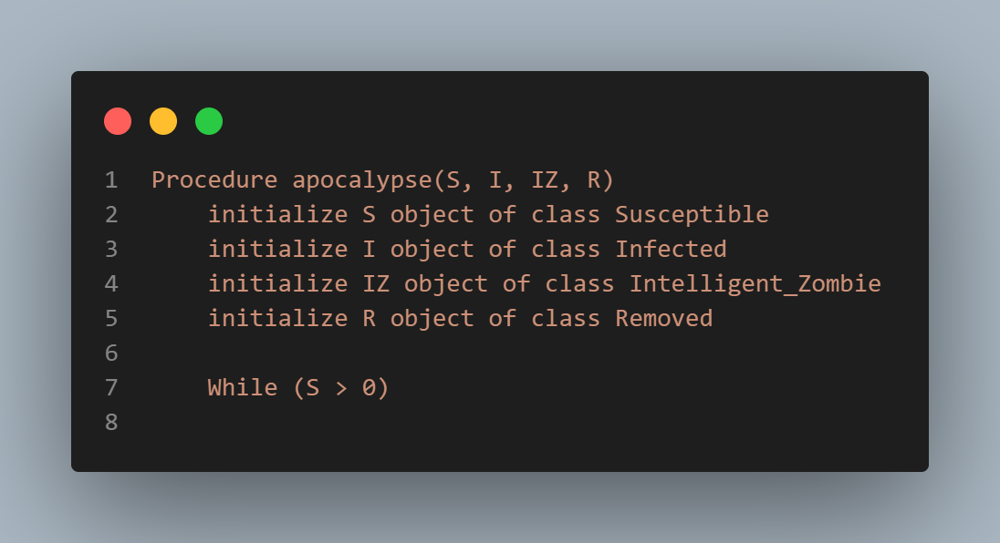 1 Procedure apocalypse(S, I, IZ, R)
2     initialize S object of class Susceptible
3     initialize I object of class Infected
4     initialize IZ object of class Intelligent_Zombie
5     initialize R object of class Removed
6
7     While (S > 0)
8